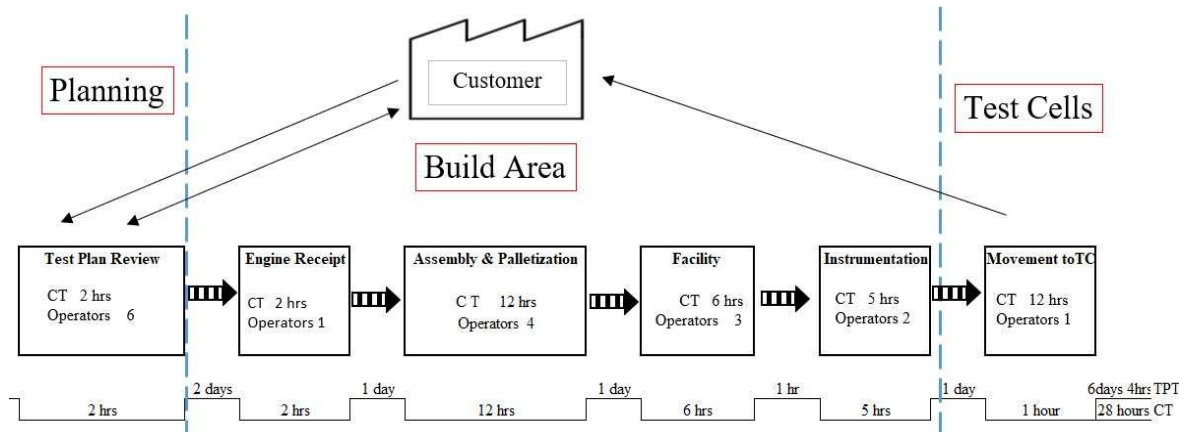 Planning
Customer
Test Cells
Build Area
Test Plan Review
CT 2 hrs
Operators 6
Engine Receipt
CT 2 hrs
Operators 1
Assembly & Palletization
C T 12 hrs
Operators 4
Facility
CT 6 hrs
Operators 3
Instrumentation
CT 5 hrs
Operators 2
Movement toTC
CT 12 hrs
Operators 1
2 days 1 day 1 day 1 hr 1 day 6days 4hrs TPT
2 hrs 2 hrs 12 hrs 6 hrs 5 hrs 1 hour 28 hours CT